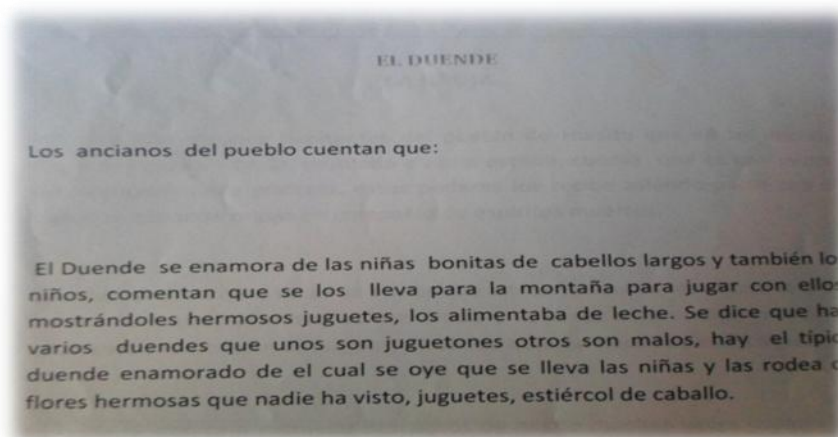 EL DUENDE
Los ancianos del pueblo cuentan que:
El Duende se enamora de las niñas bonitas de cabellos largos y también lo
niños, comentan que se los lleva para la montaña para jugar con ellos
mostrándoles hermosos juguetes, los alimentaba de leche. Se dice que ha
varios duendes que unos son juguetones otros son malos, hay el típic
duende enamorado de el cual se oye que se lleva las niñas y las rodea
flores hermosas que nadie ha visto, juguetes, estiércol de caballo.